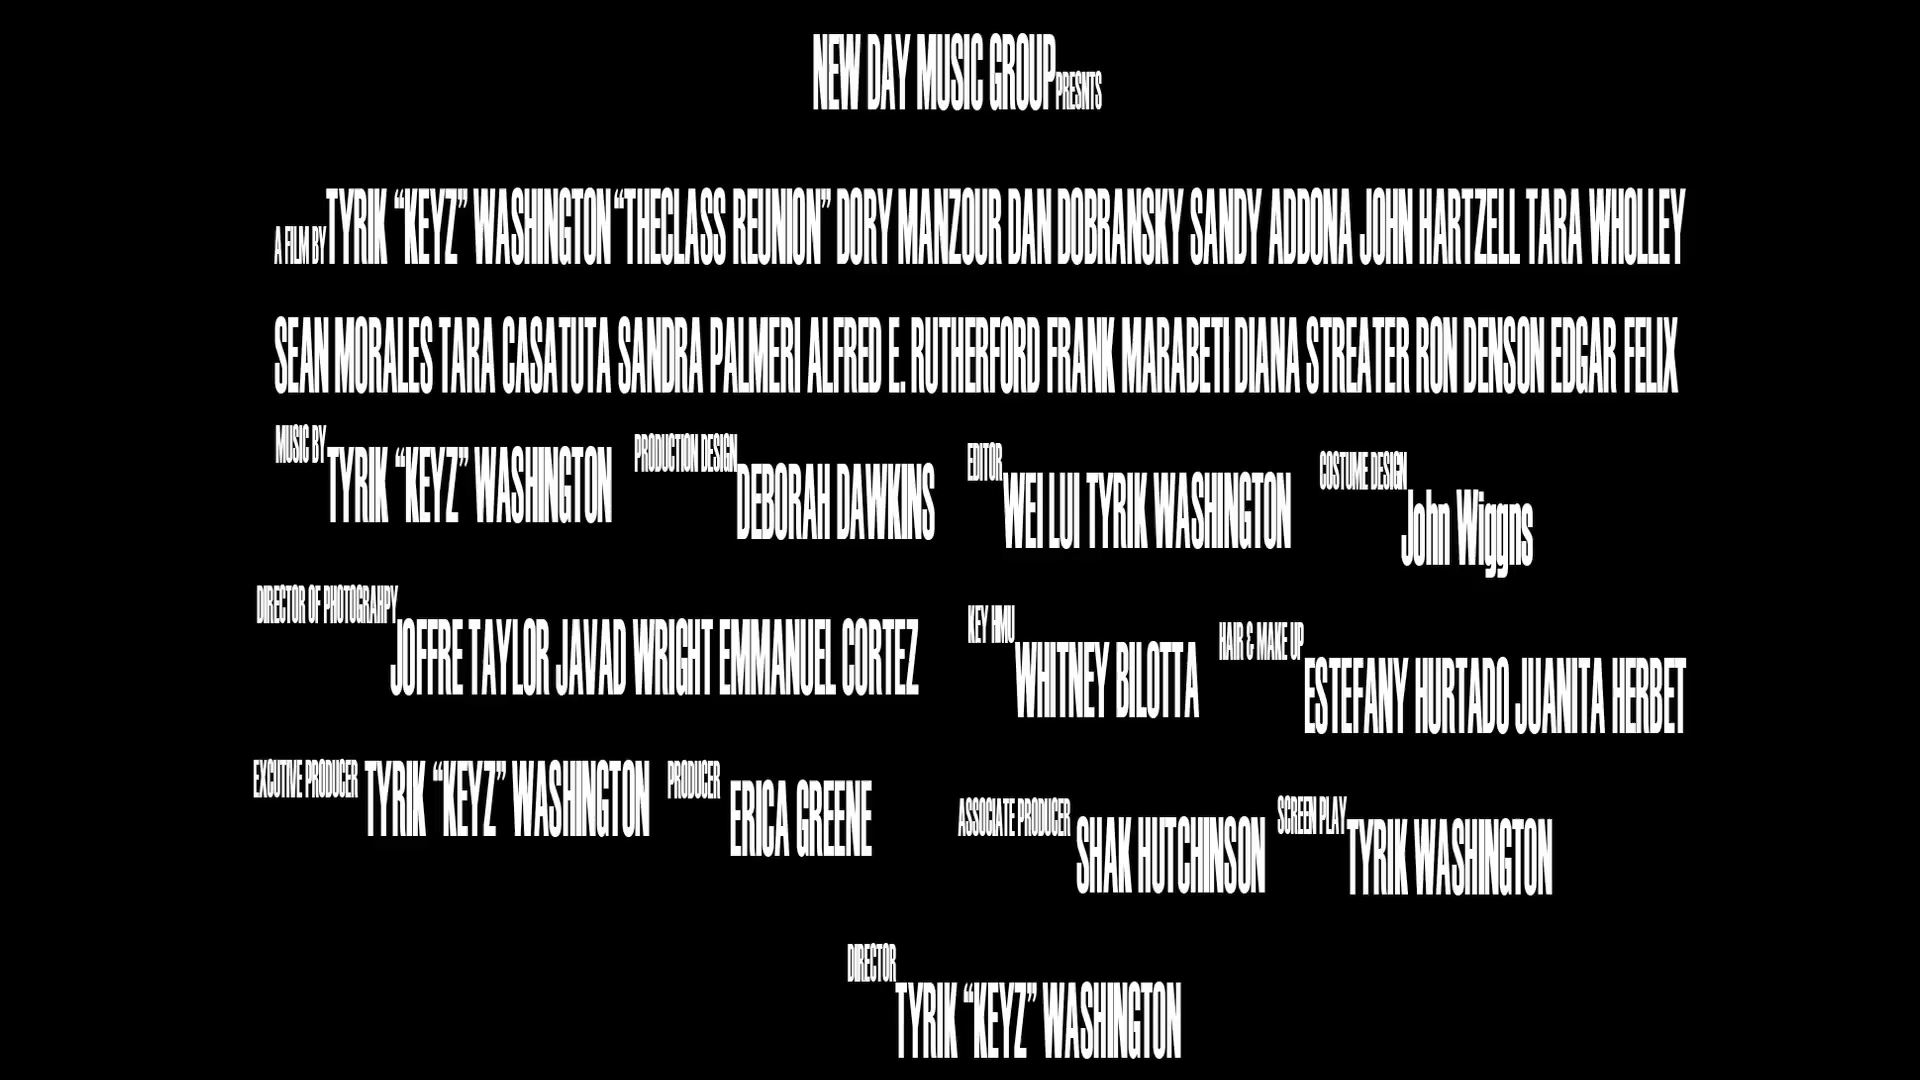 NEW DAY MUSIC GROUP PRESNTS
A FILM BY TYRIK “KEYZ” WASHINGTON “THECLASS REUNION” DORY MANZOUR DAN DOBRANSKY SANDY ADDONA JOHN HARTZELL TARA WHOLLEY
SEAN MORALES TARA CASATUTA SANDRA PALMERI ALFRED E. RUTHERFORD FRANK MARABETI DIANA STREATER RON DENSON EDGAR FELIX
MUSIC BY TYRIK “KEYZ” WASHINGTON PRODUCTION DESIGN DEBORAH DAWKINS EDITOR WEI LUI TYRIK WASHINGTON COSTUME DESIGN John Wiggns
DIRECTOR OF PHOTOGRAHPY JOFFRE TAYLOR JAVAD WRIGHT EMMANUEL CORTEZ KEY HMU WHITNEY BILOTTA HAIR & MAKE UP ESTEFANY HURTADO JUANITA HERBET
EXCUTIVE PRODUCER TYRIK “KEYZ” WASHINGTON PRODUCER ERICA GREENE ASSOCIATE PRODUCER SHAK HUTCHINSON SCREEN PLAY TYRIK WASHINGTON
DIRECTOR TYRIK “KEYZ” WASHINGTON